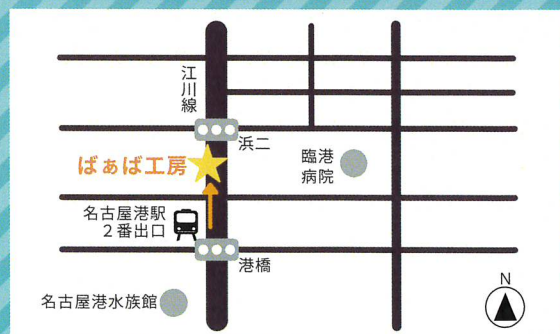 江川線
浜二
ばぁば工房
臨港
病院
名古屋港駅
2番出口
港橋
名古屋港水族館
N